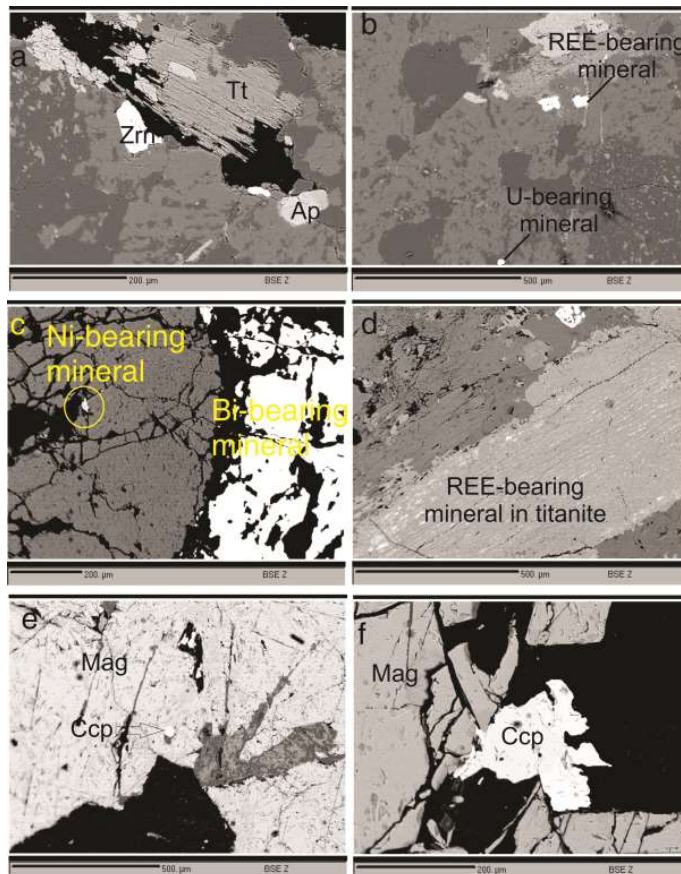 a
Tt
Zrn
Ap
200. µm BSE Z
b
REE-bearing
mineral
U-bearing
mineral
500. µm BSE Z
c
Ni-bearing
mineral
Bi-bearing
mineral
200. µm BSE Z
d
REE-bearing
mineral in titanite
500. µm BSE Z
e
Mag
Ccp
500. µm BSE Z
f
Mag
Ccp
200. µm BSE Z